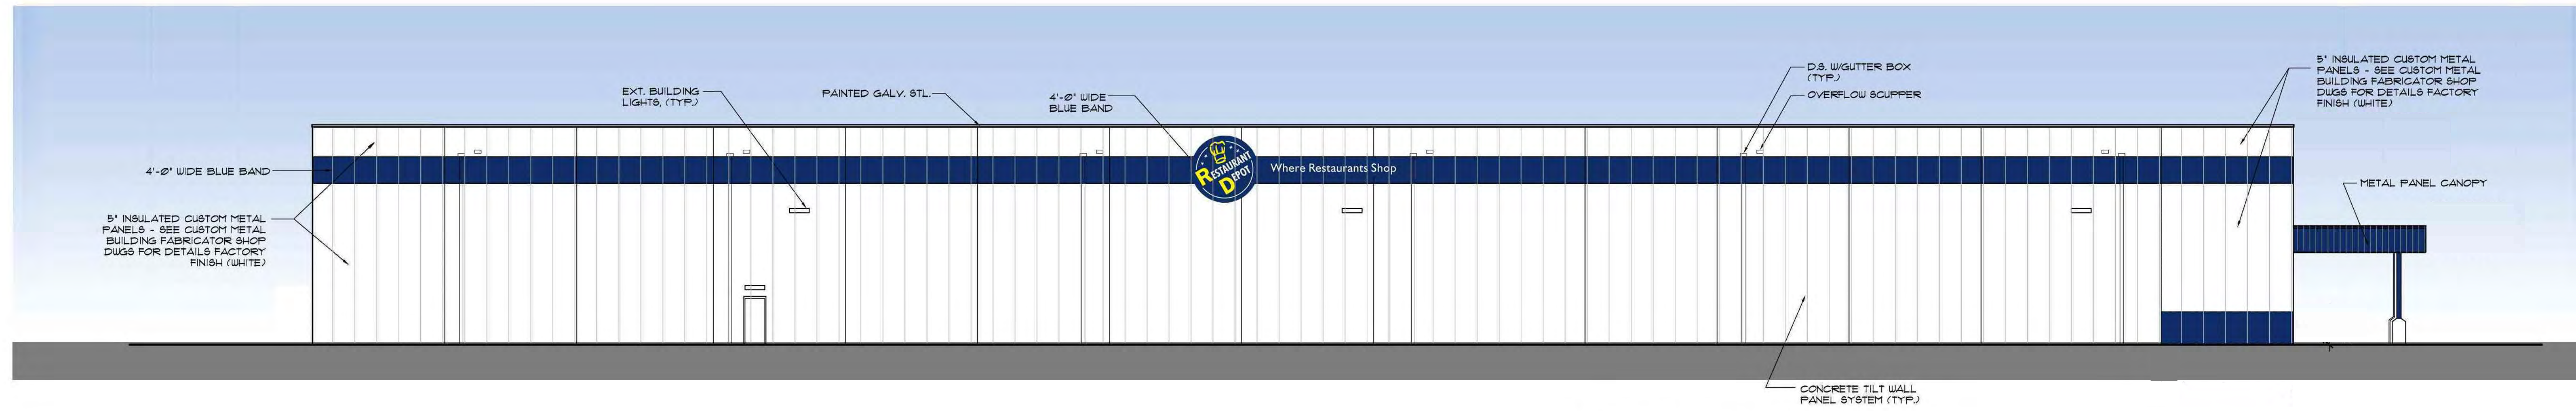 4'-0" WIDE BLUE BAND
5" INSULATED CUSTOM METAL
PANELS - SEE CUSTOM METAL
BUILDING FABRICATOR SHOP
DWGS FOR DETAILS FACTORY
FINISH (WHITE)
EXT. BUILDING
LIGHTS, (TYP.)
PAINTED GALV. STL.
4'-0" WIDE
BLUE BAND
RESTAURANT
DEPOT
Where Restaurants Shop
D.S. W/GUTTER BOX
(TYP.)
OVERFLOW SCUPPER
5" INSULATED CUSTOM METAL
PANELS - SEE CUSTOM METAL
BUILDING FABRICATOR SHOP
DWGS FOR DETAILS FACTORY
FINISH (WHITE)
METAL PANEL CANOPY
CONCRETE TILT WALL
PANEL SYSTEM (TYP.)